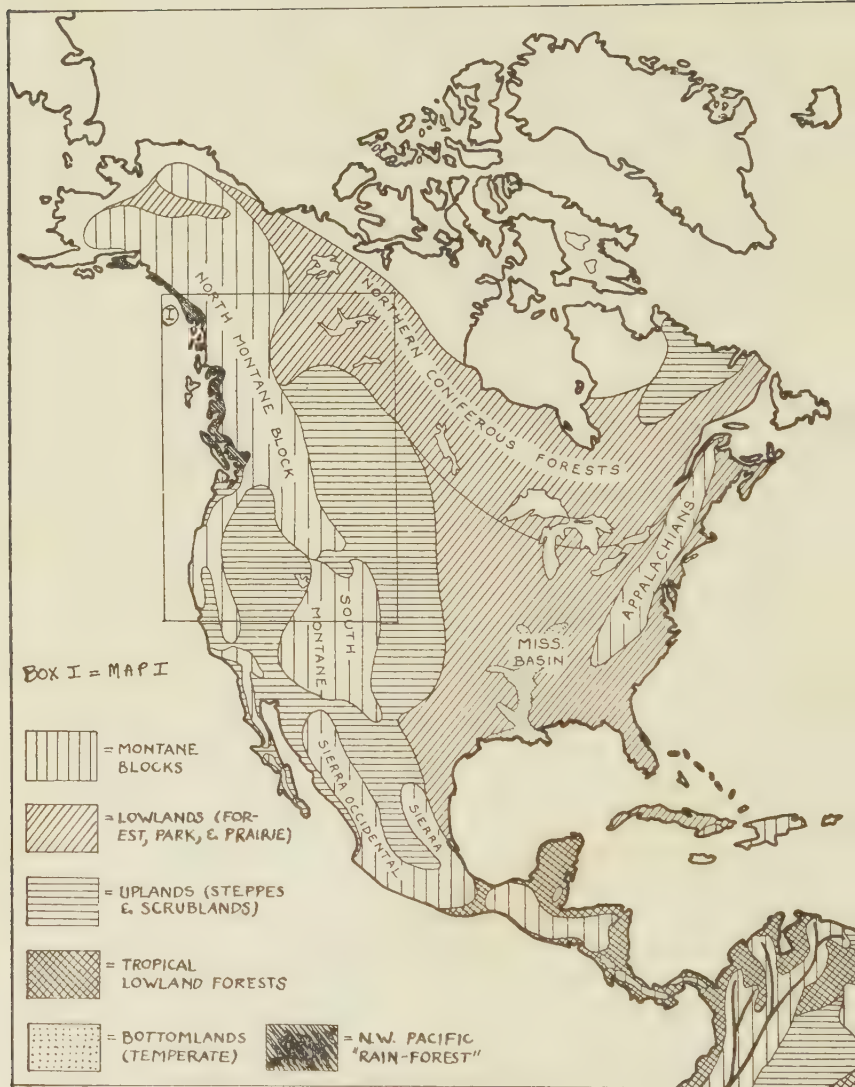 I
NORTH MONTANE BLOCK
NORTHERN CONIFEROUS FORESTS
APPALACHIANS
SOUTH
MONTANE
MISS.
BASIN
SIERRA OCCIDENTAL
SIERRA
BOX I = MAP I
= MONTANE
BLOCKS
= LOWLANDS (FOR-
EST, PARK, & PRAIRIE)
= UPLANDS (STEPPES
& SCRUBLANDS)
= TROPICAL
LOWLAND FORESTS
= BOTTOMLANDS
(TEMPERATE)
= N.W. PACIFIC
"RAIN-FOREST"